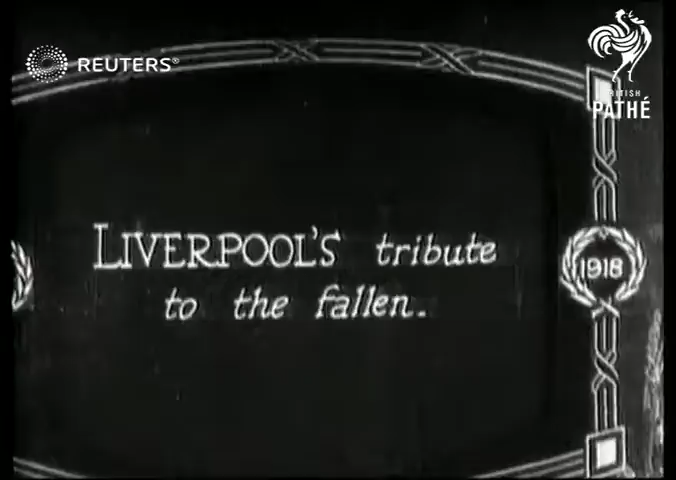 REUTERS®
BRITISH
PATHÉ
LIVERPOOL'S tribute
to the fallen.
1918